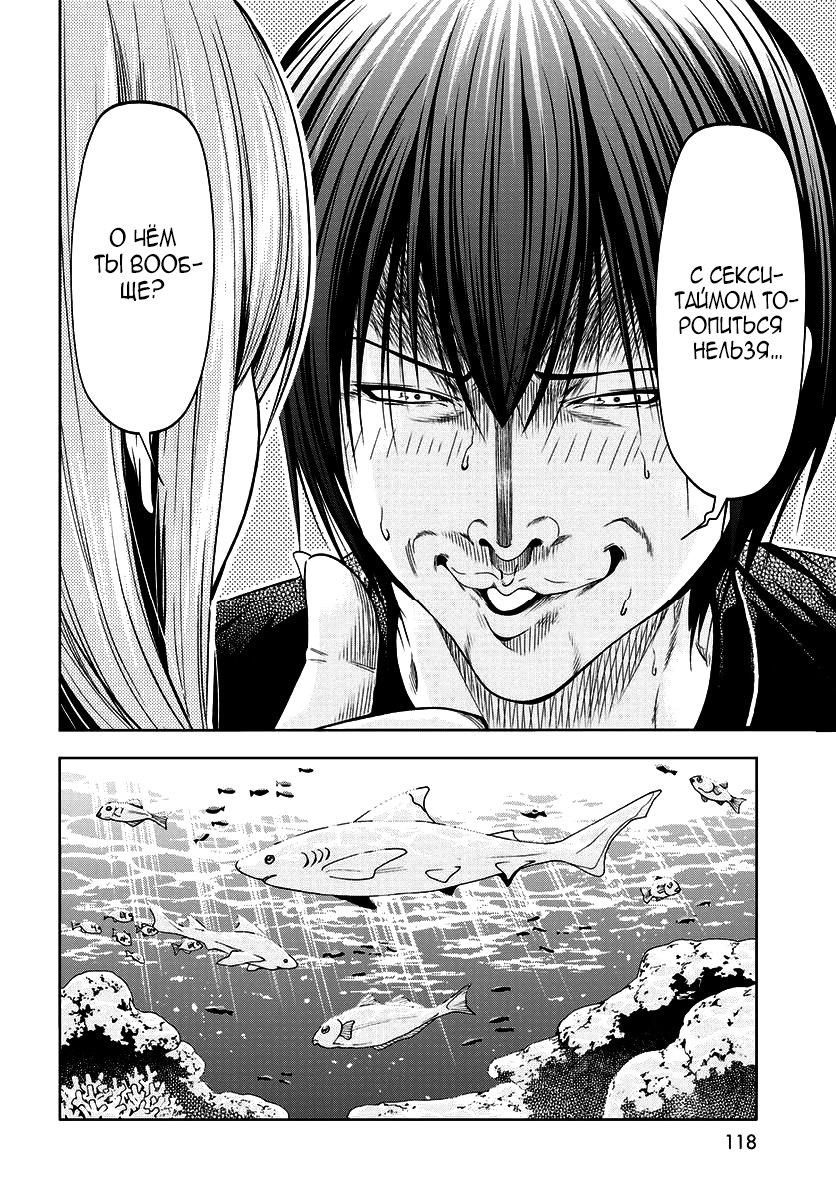 С СЕКСИ-
ТАЙМОМ ТО-
РОПИТЬСЯ
НЕЛЬЗЯ...
О ЧЁМ
ТЫ ВООБ-
ЩЕ?
118